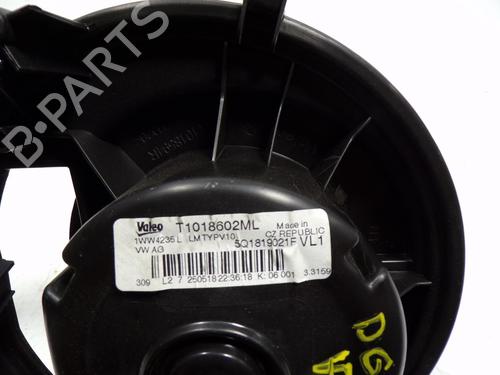 B-PARTS
Valeo T1018602ML Made in
CZ REPUBLIC
1WW4235L LMTYPV10
VW AG 5Q1819021F VL1
309 L2 7 250518 22:36:18 K: 06 001 3.3159
DG